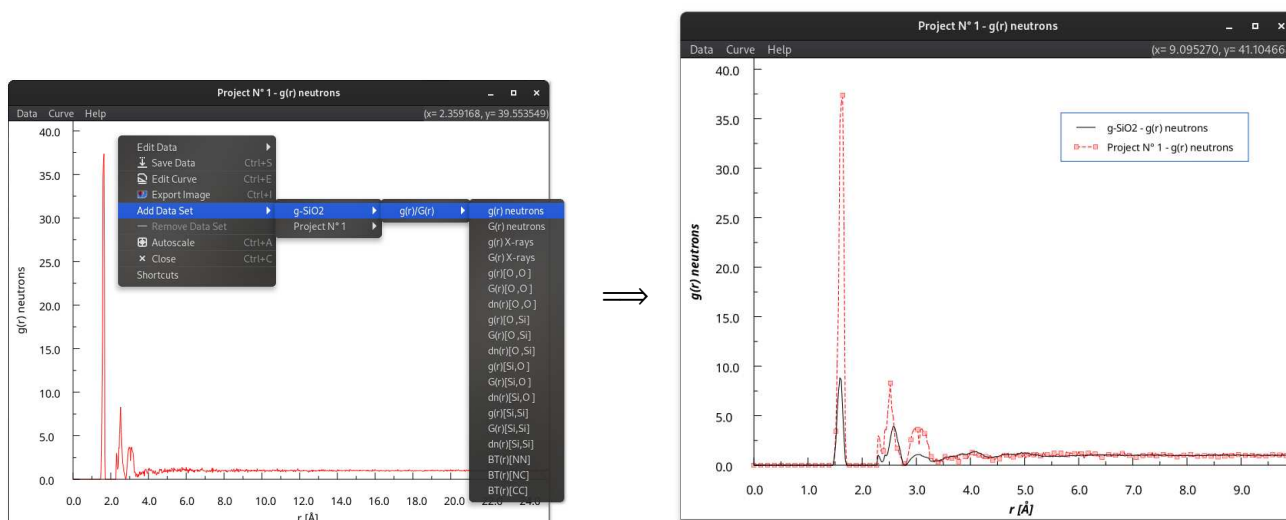 Project N° 1 - g(r) neutrons
Data Curve Help (x= 2.359168, y= 39.553549)
40.0
35.0
30.0
25.0
20.0
15.0
10.0
5.0
0.0
0.0 2.0 4.0 6.0 8.0 10.0 12.0 14.0 16.0 18.0 20.0 22.0 24.0
g(r) neutrons
r [Å]
Edit Data
Save Data Ctrl+S
Edit Curve Ctrl+E
Export Image Ctrl+I
Add Data Set
Remove Data Set
Autoscale Ctrl+A
Close Ctrl+C
Shortcuts
g-SiO2
Project N° 1
g(r)/G(r)
g(r) neutrons
G(r) neutrons
g(r) X-rays
G(r) X-rays
g(r)[O ,O ]
G(r)[O ,O ]
dn(r)[O ,O ]
g(r)[O ,Si]
G(r)[O ,Si]
dn(r)[O ,Si]
g(r)[Si,O ]
G(r)[Si,O ]
dn(r)[Si,O ]
g(r)[Si,Si]
G(r)[Si,Si]
dn(r)[Si,Si]
BT(r)[NN]
BT(r)[NC]
BT(r)[CC]
⟹
Project N° 1 - g(r) neutrons
Data Curve Help (x= 9.095270, y= 41.10466
40.0
35.0
30.0
25.0
20.0
15.0
10.0
5.0
0.0
0.0 1.0 2.0 3.0 4.0 5.0 6.0 7.0 8.0 9.0
g(r) neutrons
r [Å]
g-SiO2 - g(r) neutrons
Project N° 1 - g(r) neutrons